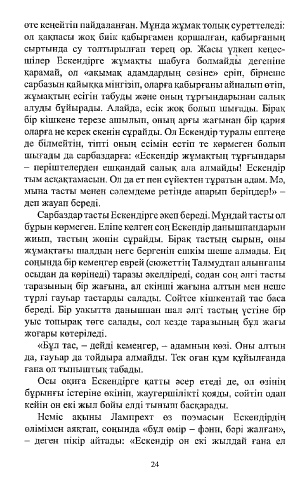 өте кеңейтіп пайдаланған. Мұнда жұмақ толық суреттеледі:
ол қақпасы жоқ биік қабырғамен қоршалған, қабырғаның
сыртында су толтырылған терең ор. Жасы үлкен кеңес-
шілер Ескендірге жұмақты шабуға болмайды дегеніне
қарамай, ол «ақымақ адамдардың сөзіне» еріп, бірнеше
сарбазын қайыққа мінгізіп, оларға қабырғаны айналып өтіп,
жұмақтың есігін табуды және оның тұрғындарынан салық
алуды бұйырады. Алайда, есік жоқ болып шығады. Бірақ
бір кішкене терезе ашылып, оның арғы жағынан бір қария
оларға не керек екенін сұрайды. Ол Ескендір туралы ештеңе
де білмейтін, тіпті оның есімін естіп те көрмеген болып
шығады да сарбаздарға: «Ескендір жұмақтың тұрғындары
– періштелерден ешқандай салық ала алмайды! Ескендір
тым асқақтамасын. Ол да ет пен сүйектен тұратын адам. Мә,
мына тасты менен сәлемдеме ретінде апарып беріңдер!» –
деп жауап береді.
Сарбаздар тасты Ескендірге әкеп береді. Мұндай тасты ол
бұрын көрмеген. Еліне келген соң Ескендір данышпандарын
жиып, тастың жөнін сұрайды. Бірақ тастың сырын, оны
жұмақтағы шалдың неге бергенін ешкім шеше алмады. Ең
соңында бір кемеңгер еврей (сюжеттің Талмудтан алынғаны
осыдан да көрінеді) таразы әкелдіреді, содан соң әлгі тасты
таразының бір жағына, ал екінші жағына алтын мен неше
түрлі гауһар тастарды салады. Сөйтсе кішкентай тас баса
береді. Бір уақытта данышпан шал әлгі тастың үстіне бір
уыс топырақ төге салады, сол кезде таразының бұл жағы
жоғары көтеріледі.
«Бұл тас, – дейді кемеңгер, – адамның көзі. Оны алтын
да, гауһар да тойдыра алмайды. Тек оған құм құйылғанда
ғана ол тыныштық табады.
Осы оқиға Ескендірге қатты әсер етеді де, ол өзінің
бұрынғы істеріне өкініп, жаугершілікті қояды, сөйтіп одан
кейін он екі жыл бойы елді тыныш басқарады.
Неміс ақыны Лампрехт өз поэмасын Ескендірдің
өлімімен аяқтап, соңында «бұл өмір – фәни, бәрі жалған»,
– деген пікір айтады: «Ескендір он екі жылдай ғана ел
24